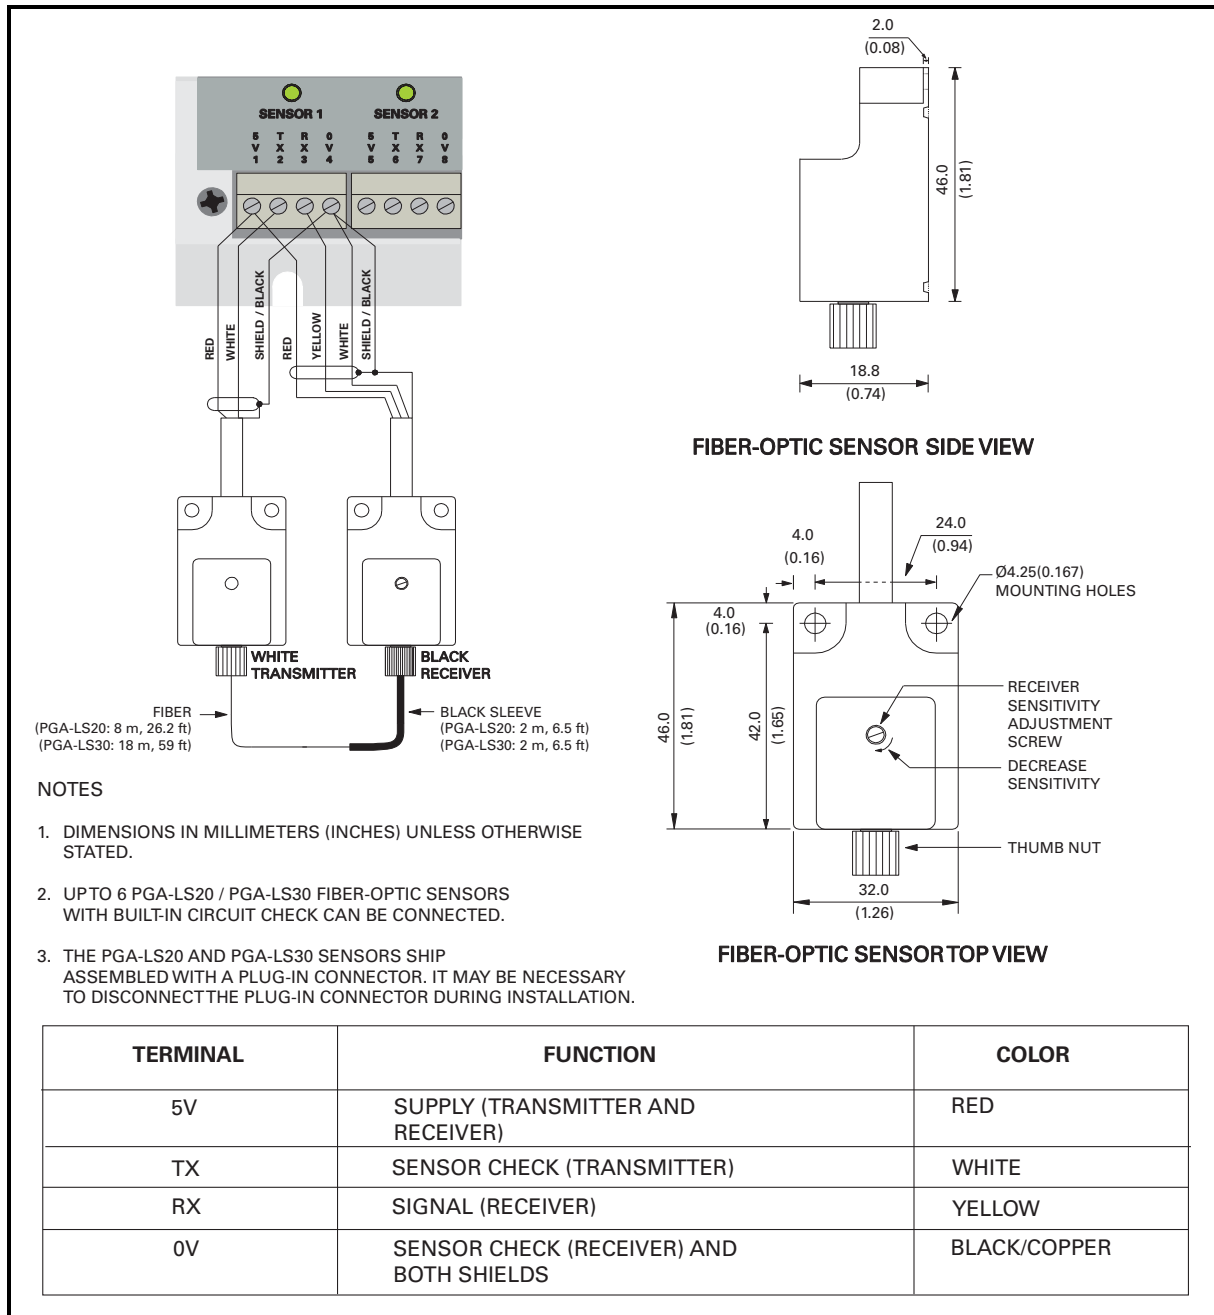 SENSOR 1
SENSOR 2
5 T R 0
V X X V
1 2 3 4
5 T R 0
V X X V
5 6 7 8
RED
WHITE
SHIELD / BLACK
RED
YELLOW
WHITE
SHIELD / BLACK
WHITE
TRANSMITTER
BLACK
RECEIVER
FIBER
(PGA-LS20: 8 m, 26.2 ft)
(PGA-LS30: 18 m, 59 ft)
BLACK SLEEVE
(PGA-LS20: 2 m, 6.5 ft)
(PGA-LS30: 2 m, 6.5 ft)
2.0
(0.08)
46.0
(1.81)
18.8
(0.74)
FIBER-OPTIC SENSOR SIDE VIEW
24.0
(0.94)
4.0
(0.16)
Ø4.25(0.167)
MOUNTING HOLES
4.0
(0.16)
46.0
(1.81)
42.0
(1.65)
RECEIVER
SENSITIVITY
ADJUSTMENT
SCREW
DECREASE
SENSITIVITY
THUMB NUT
32.0
(1.26)
FIBER-OPTIC SENSOR TOP VIEW
NOTES
1. DIMENSIONS IN MILLIMETERS (INCHES) UNLESS OTHERWISE
STATED.
2. UP TO 6 PGA-LS20 / PGA-LS30 FIBER-OPTIC SENSORS
WITH BUILT-IN CIRCUIT CHECK CAN BE CONNECTED.
3. THE PGA-LS20 AND PGA-LS30 SENSORS SHIP
ASSEMBLED WITH A PLUG-IN CONNECTOR. IT MAY BE NECESSARY
TO DISCONNECT THE PLUG-IN CONNECTOR DURING INSTALLATION.
TERMINAL FUNCTION COLOR
5V SUPPLY (TRANSMITTER AND RED
RECEIVER)
TX SENSOR CHECK (TRANSMITTER) WHITE
RX SIGNAL (RECEIVER) YELLOW
0V SENSOR CHECK (RECEIVER) AND BLACK/COPPER
BOTH SHIELDS